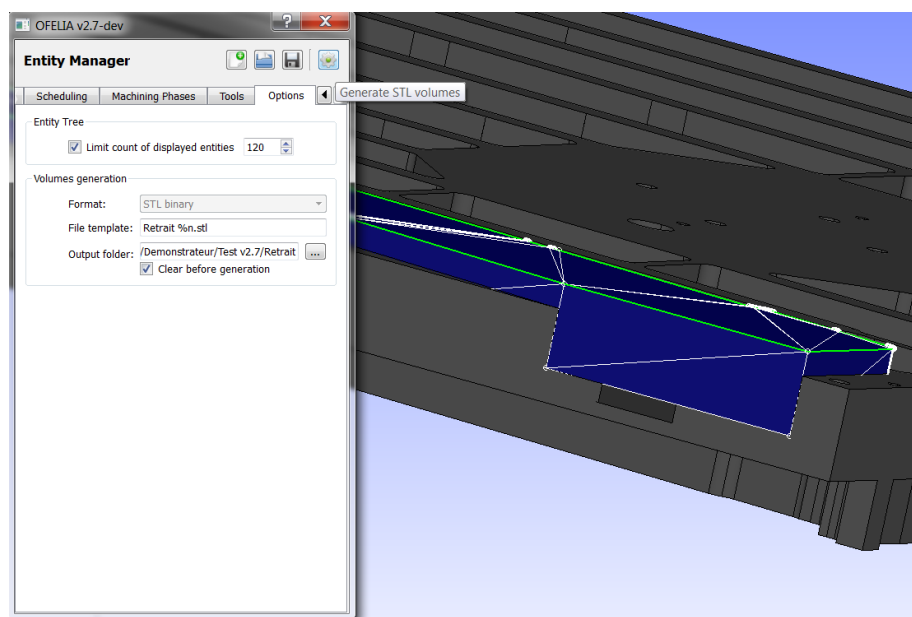 OFELIA v2.7-dev
?
X
Entity Manager
Scheduling Machining Phases Tools Options
Generate STL volumes
Entity Tree
Limit count of displayed entities 120
Volumes generation
Format: STL binary
File template: Retrait %n.stl
Output folder: /Demonstrateur/Test v2.7/Retrait ...
Clear before generation